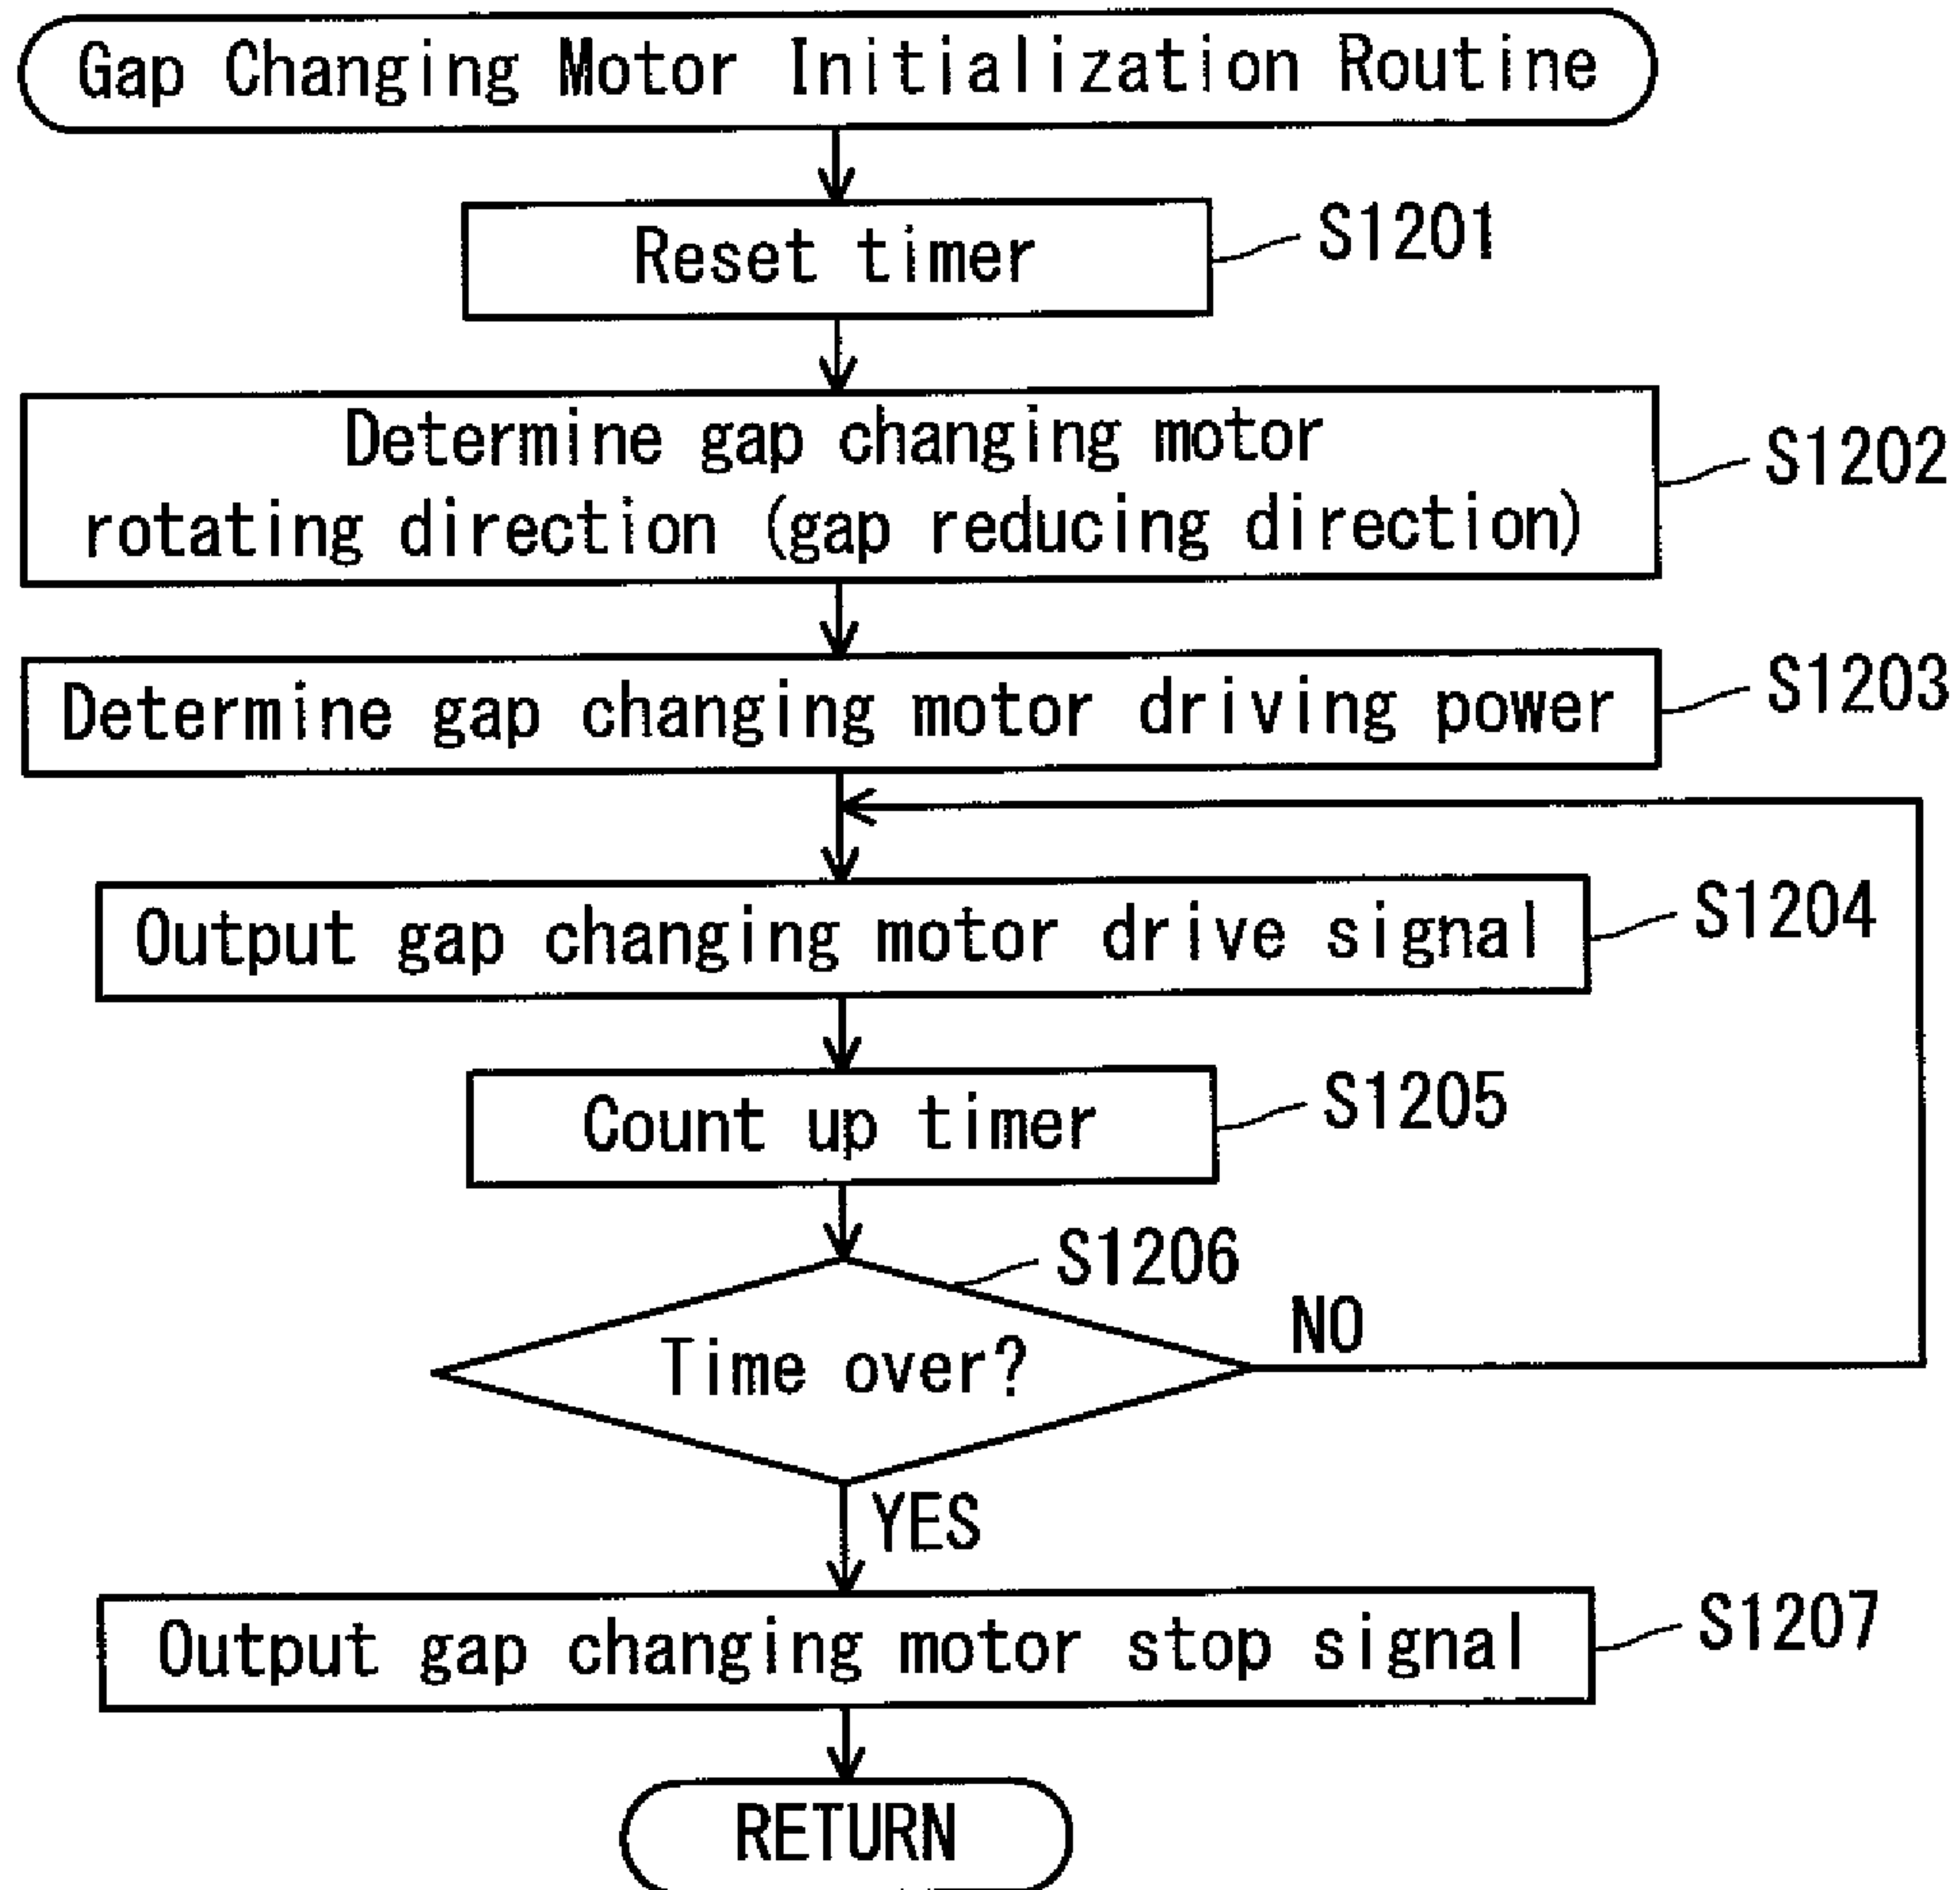 Gap Changing Motor Initialization Routine
Reset timer
S1201
Determine gap changing motor
rotating direction (gap reducing direction)
S1202
Determine gap changing motor driving power
S1203
Output gap changing motor drive signal
S1204
Count up timer
S1205
S1206
Time over?
NO
YES
Output gap changing motor stop signal
S1207
RETURN